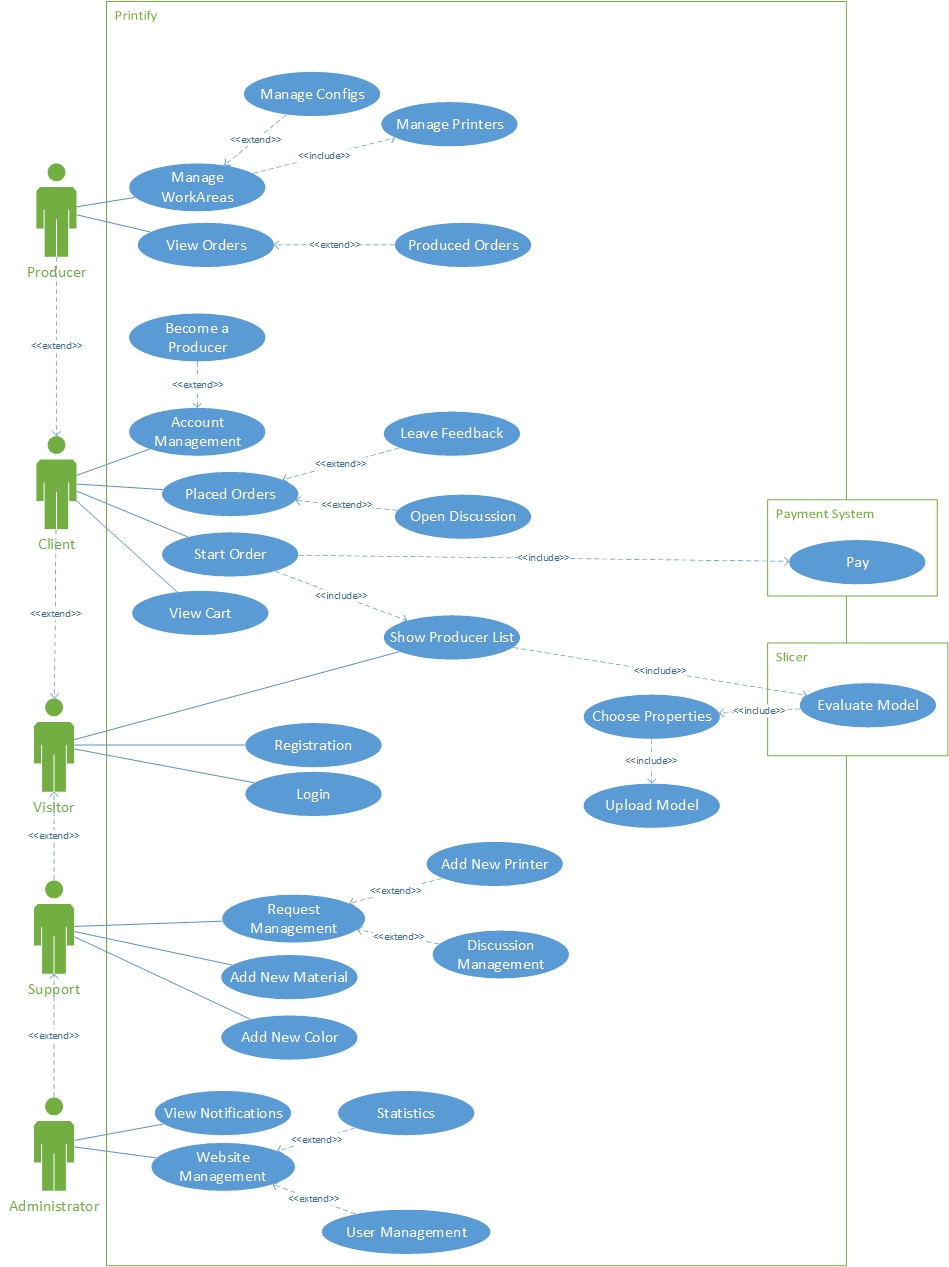 Printify
Manage Configs
Manage Printers
<<extend>>
<<include>>
Manage
WorkAreas
View Orders
<<extend>>
Produced Orders
Producer
Become a
Producer
<<extend>>
<<extend>>
Account
Management
Leave Feedback
<<extend>>
Placed Orders
<<extend>>
Open Discussion
Payment System
Client
Start Order
<<include>>
Pay
<<include>>
<<extend>>
View Cart
Show Producer List
Slicer
<<include>>
Evaluate Model
<<include>>
Choose Properties
Registration
<<include>>
Login
Upload Model
Visitor
<<extend>>
Add New Printer
<<extend>>
Request
Management
<<extend>>
Discussion
Management
Add New Material
Support
<<extend>>
Add New Color
View Notifications
Statistics
<<extend>>
Website
Management
<<extend>>
Administrator
User Management